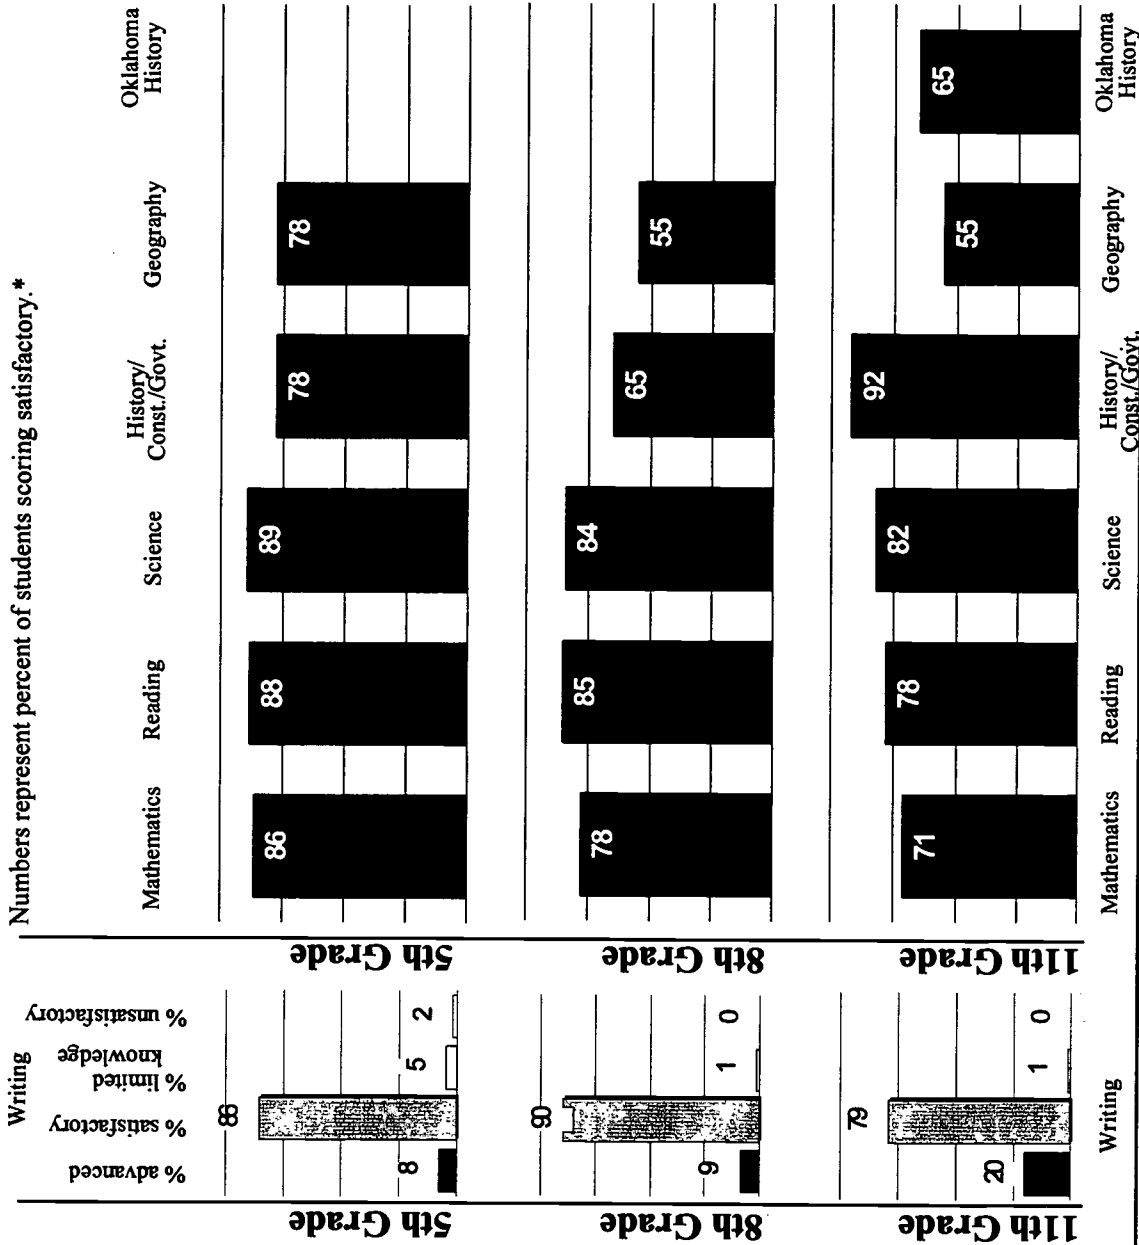 Numbers represent percent of students scoring satisfactory.*
Writing
% advanced
% satisfactory
% limited
knowledge
% unsatisfactory
Mathematics
Reading
Science
History/
Const./Govt.
Geography
Oklahoma
History
5th Grade
8
86
5
2
5th Grade
86
88
89
78
78
8th Grade
9
90
1
0
8th Grade
78
85
84
65
55
11th Grade
20
79
1
0
11th Grade
71
78
82
92
55
65
Writing
Mathematics
Reading
Science
History/
Const./Govt.
Geography
Oklahoma
History